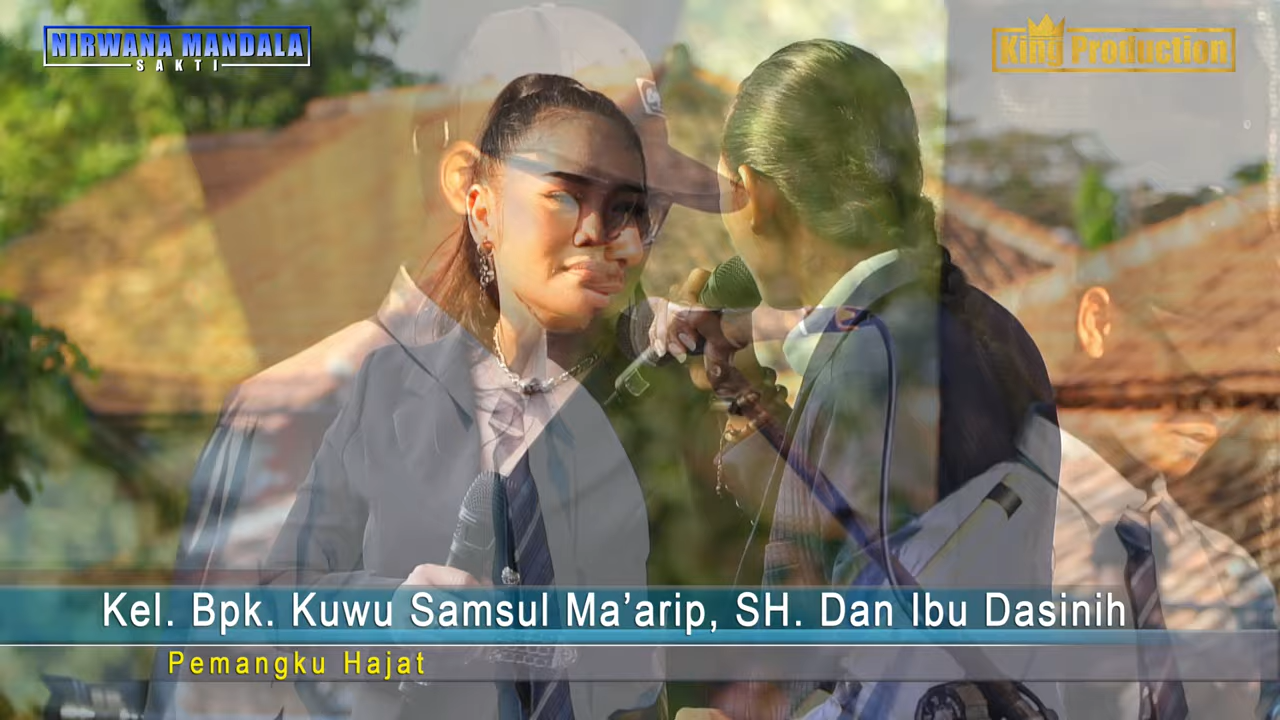 NIRWANA MANDALA
SAKTI
King Production
Kel. Bpk. Kuwu Samsul Ma’arip, SH. Dan Ibu Dasinih
Pemangku Hajat